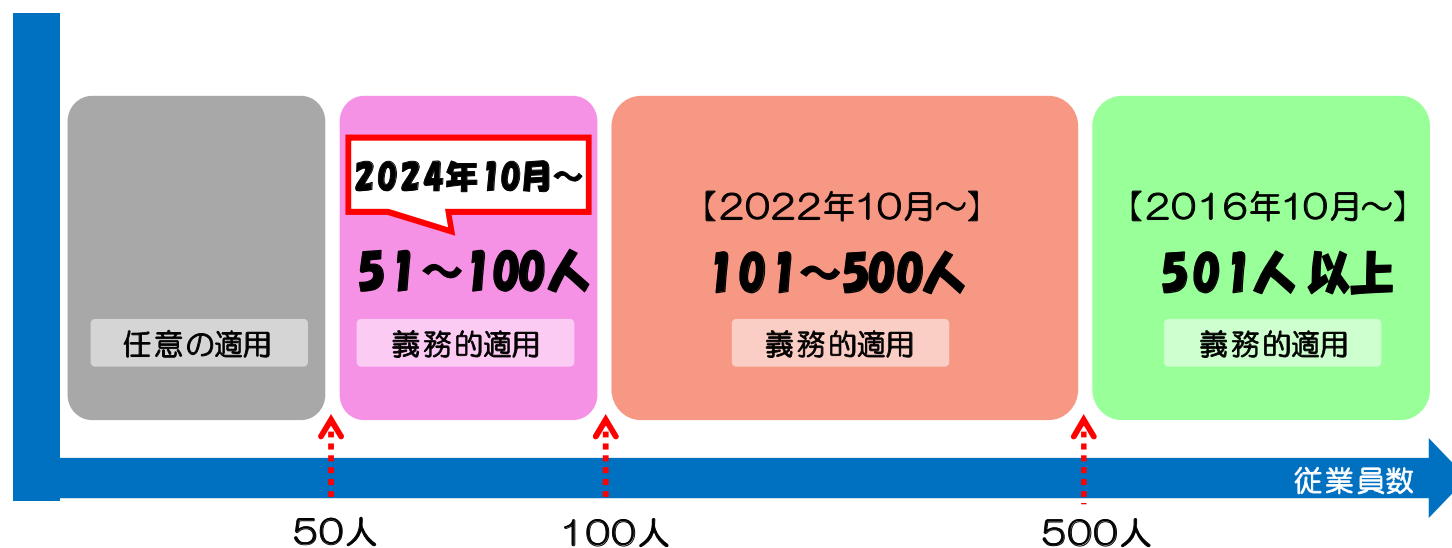 任意の適用
2024年10月～
51～100人
義務的適用
【2022年10月～】
101～500人
義務的適用
【2016年10月～】
501人以上
義務的適用
従業員数
50人
100人
500人